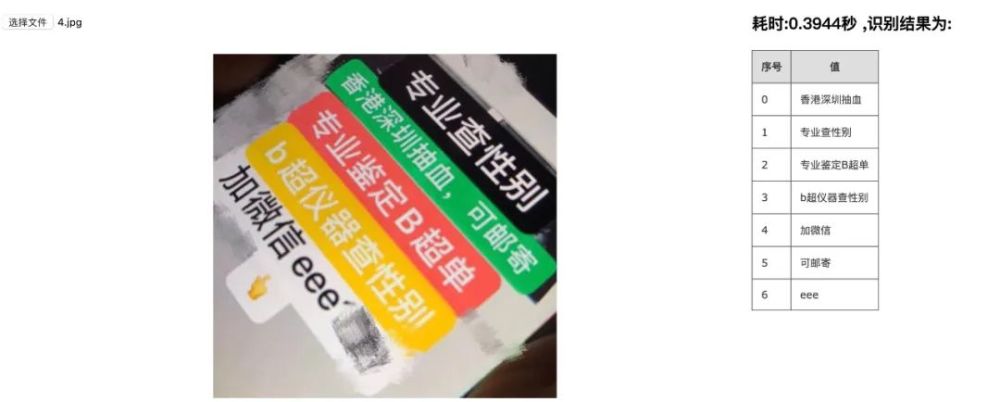 选择文件 4.jpg
耗时:0.3944秒 ,识别结果为:
专业查性别
香港深圳抽血，可邮寄
专业鉴定B超单
b超仪器查性别
加微信 eee
序号 值
0 香港深圳抽血
1 专业查性别
2 专业鉴定B超单
3 b超仪器查性别
4 加微信
5 可邮寄
6 eee